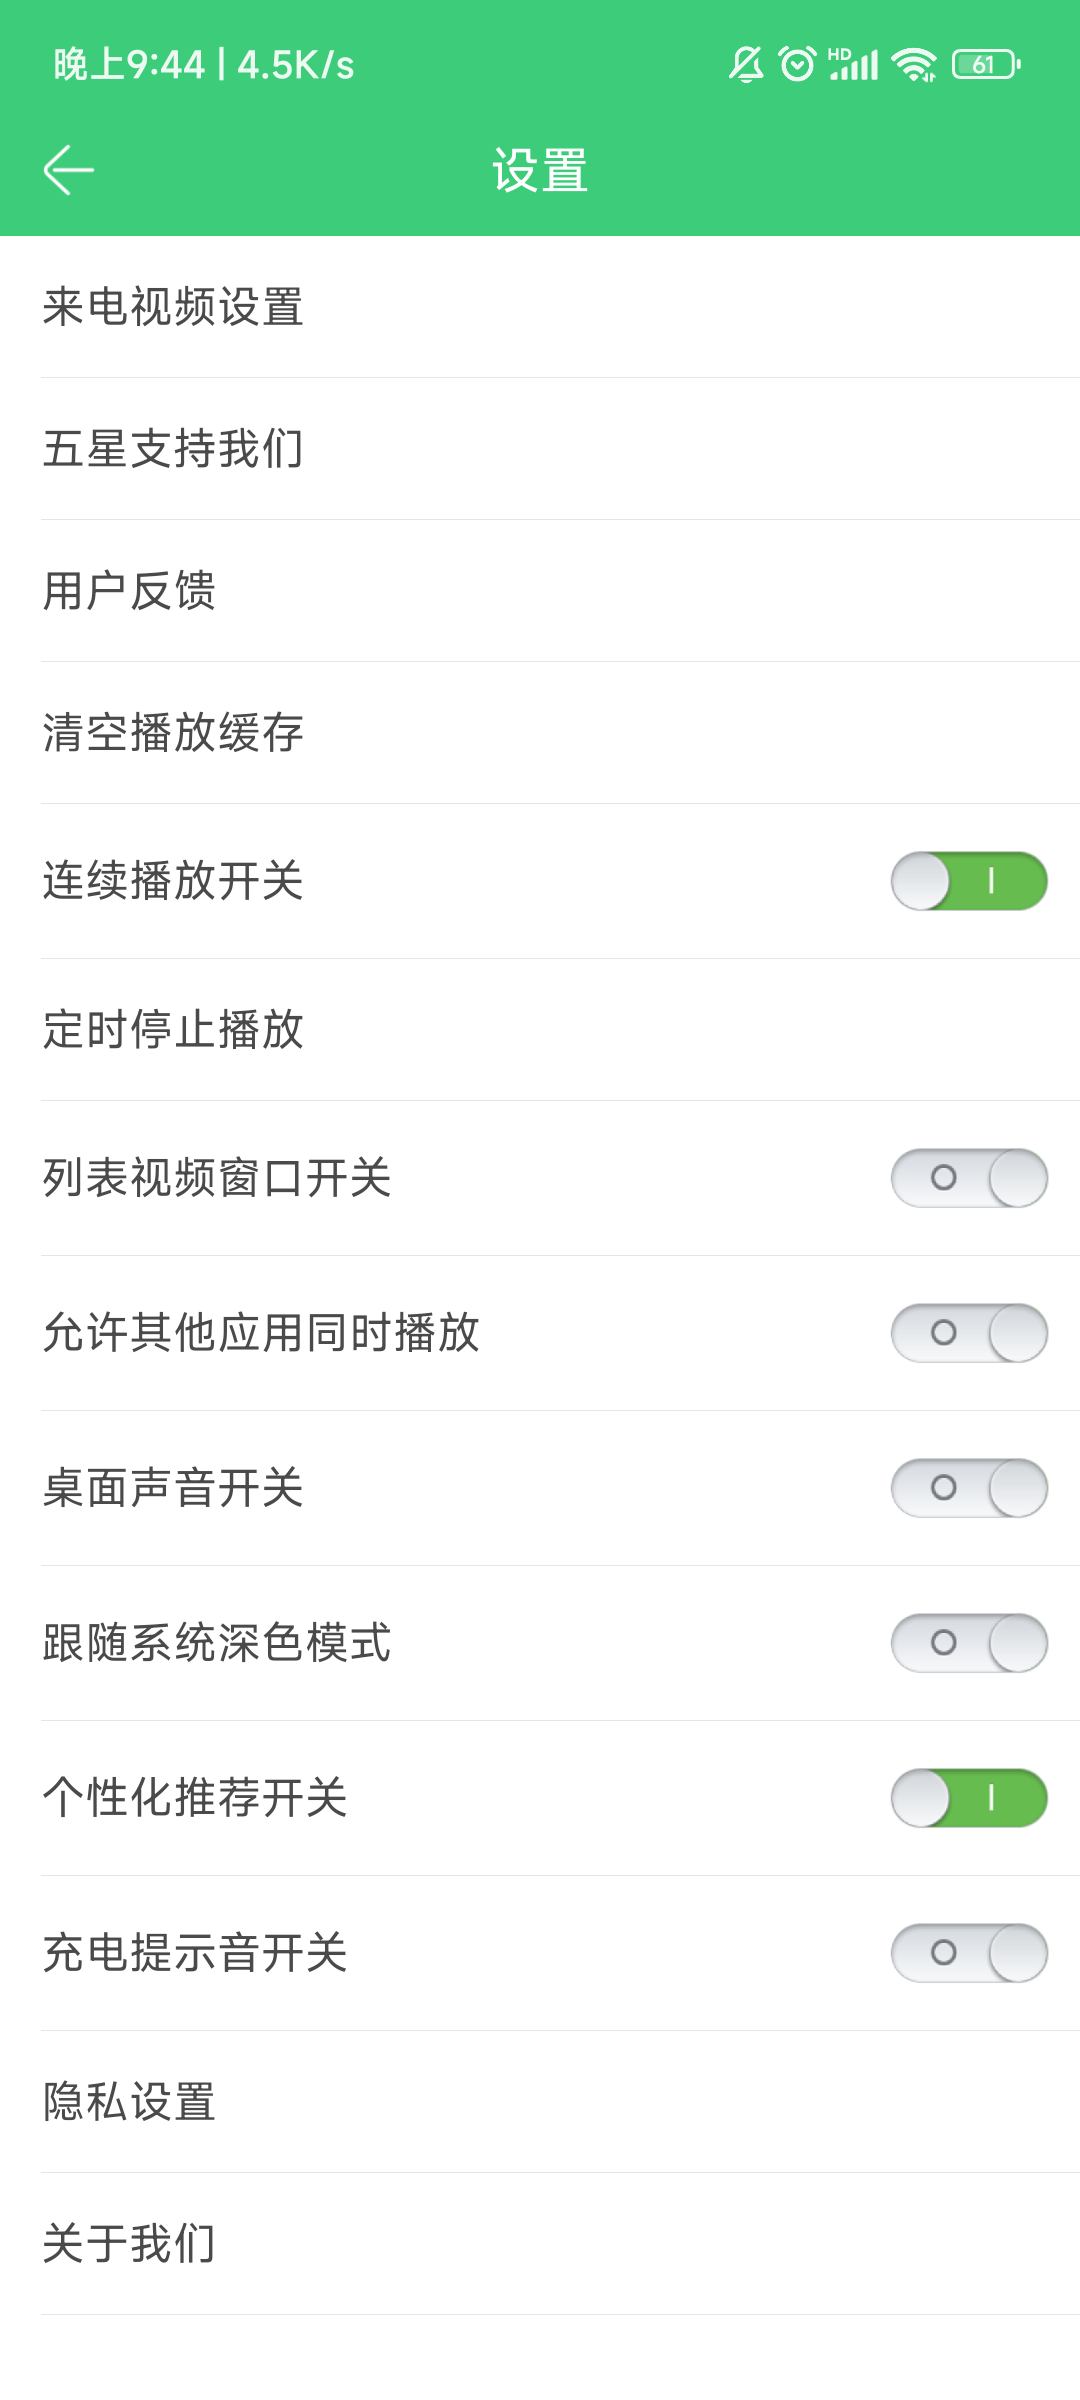 晚上9:44 | 4.5K/s
HD
61
设置
来电视频设置
五星支持我们
用户反馈
清空播放缓存
连续播放开关
定时停止播放
列表视频窗口开关
允许其他应用同时播放
桌面声音开关
跟随系统深色模式
个性化推荐开关
充电提示音开关
隐私设置
关于我们